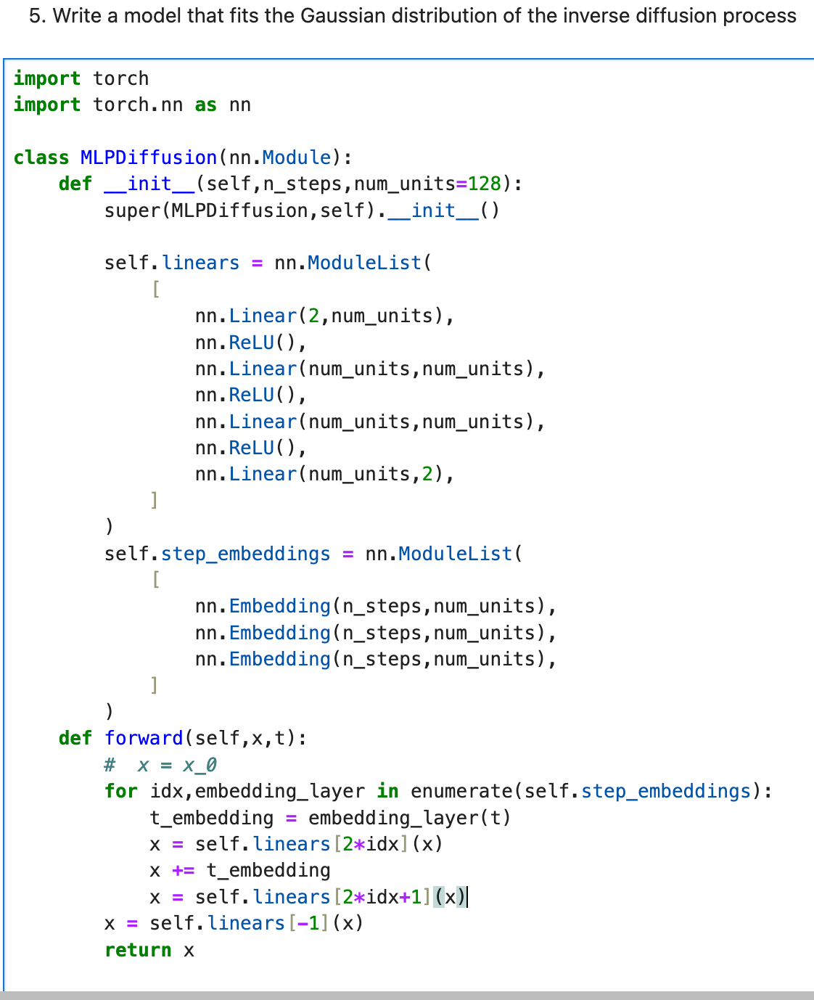 5. Write a model that fits the Gaussian distribution of the inverse diffusion process
import torch
import torch.nn as nn
class MLPDiffusion(nn.Module):
    def __init__(self,n_steps,num_units=128):
        super(MLPDiffusion,self).__init__()
        self.linears = nn.ModuleList(
            [
                nn.Linear(2,num_units),
                nn.ReLU(),
                nn.Linear(num_units,num_units),
                nn.ReLU(),
                nn.Linear(num_units,num_units),
                nn.ReLU(),
                nn.Linear(num_units,2),
            ]
        )
        self.step_embeddings = nn.ModuleList(
            [
                nn.Embedding(n_steps,num_units),
                nn.Embedding(n_steps,num_units),
                nn.Embedding(n_steps,num_units),
            ]
        )
    def forward(self,x,t):
        #  x = x_0
        for idx,embedding_layer in enumerate(self.step_embeddings):
            t_embedding = embedding_layer(t)
            x = self.linears[2*idx](x)
            x += t_embedding
            x = self.linears[2*idx+1](x)
        x = self.linears[-1](x)
        return x